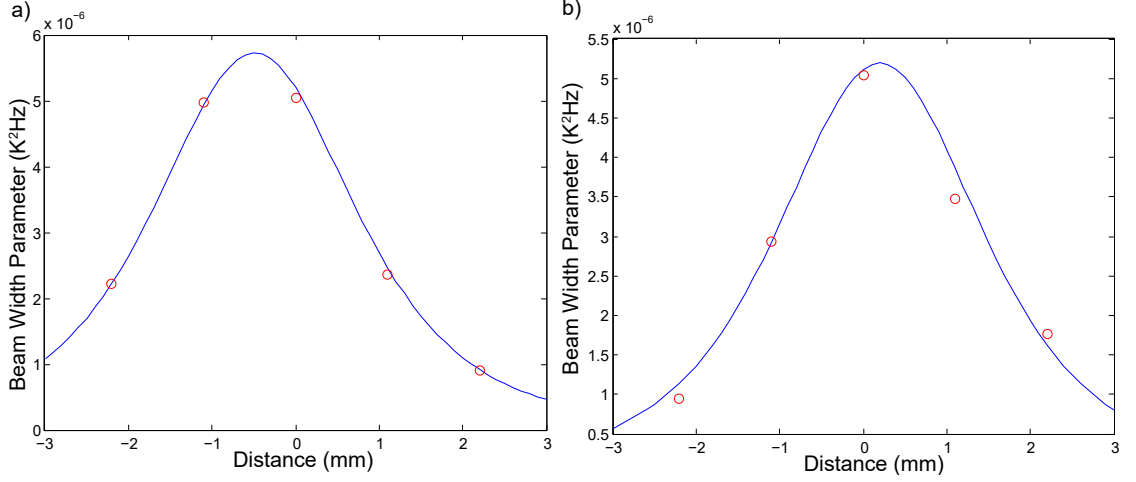 a)
x 10⁻⁶
6
5
4
3
2
1
0
Beam Width Parameter (K²Hz)
−3 −2 −1 0 1 2 3
Distance (mm)
b)
x 10⁻⁶
5.5
5
4.5
4
3.5
3
2.5
2
1.5
1
0.5
Beam Width Parameter (K²Hz)
−3 −2 −1 0 1 2 3
Distance (mm)